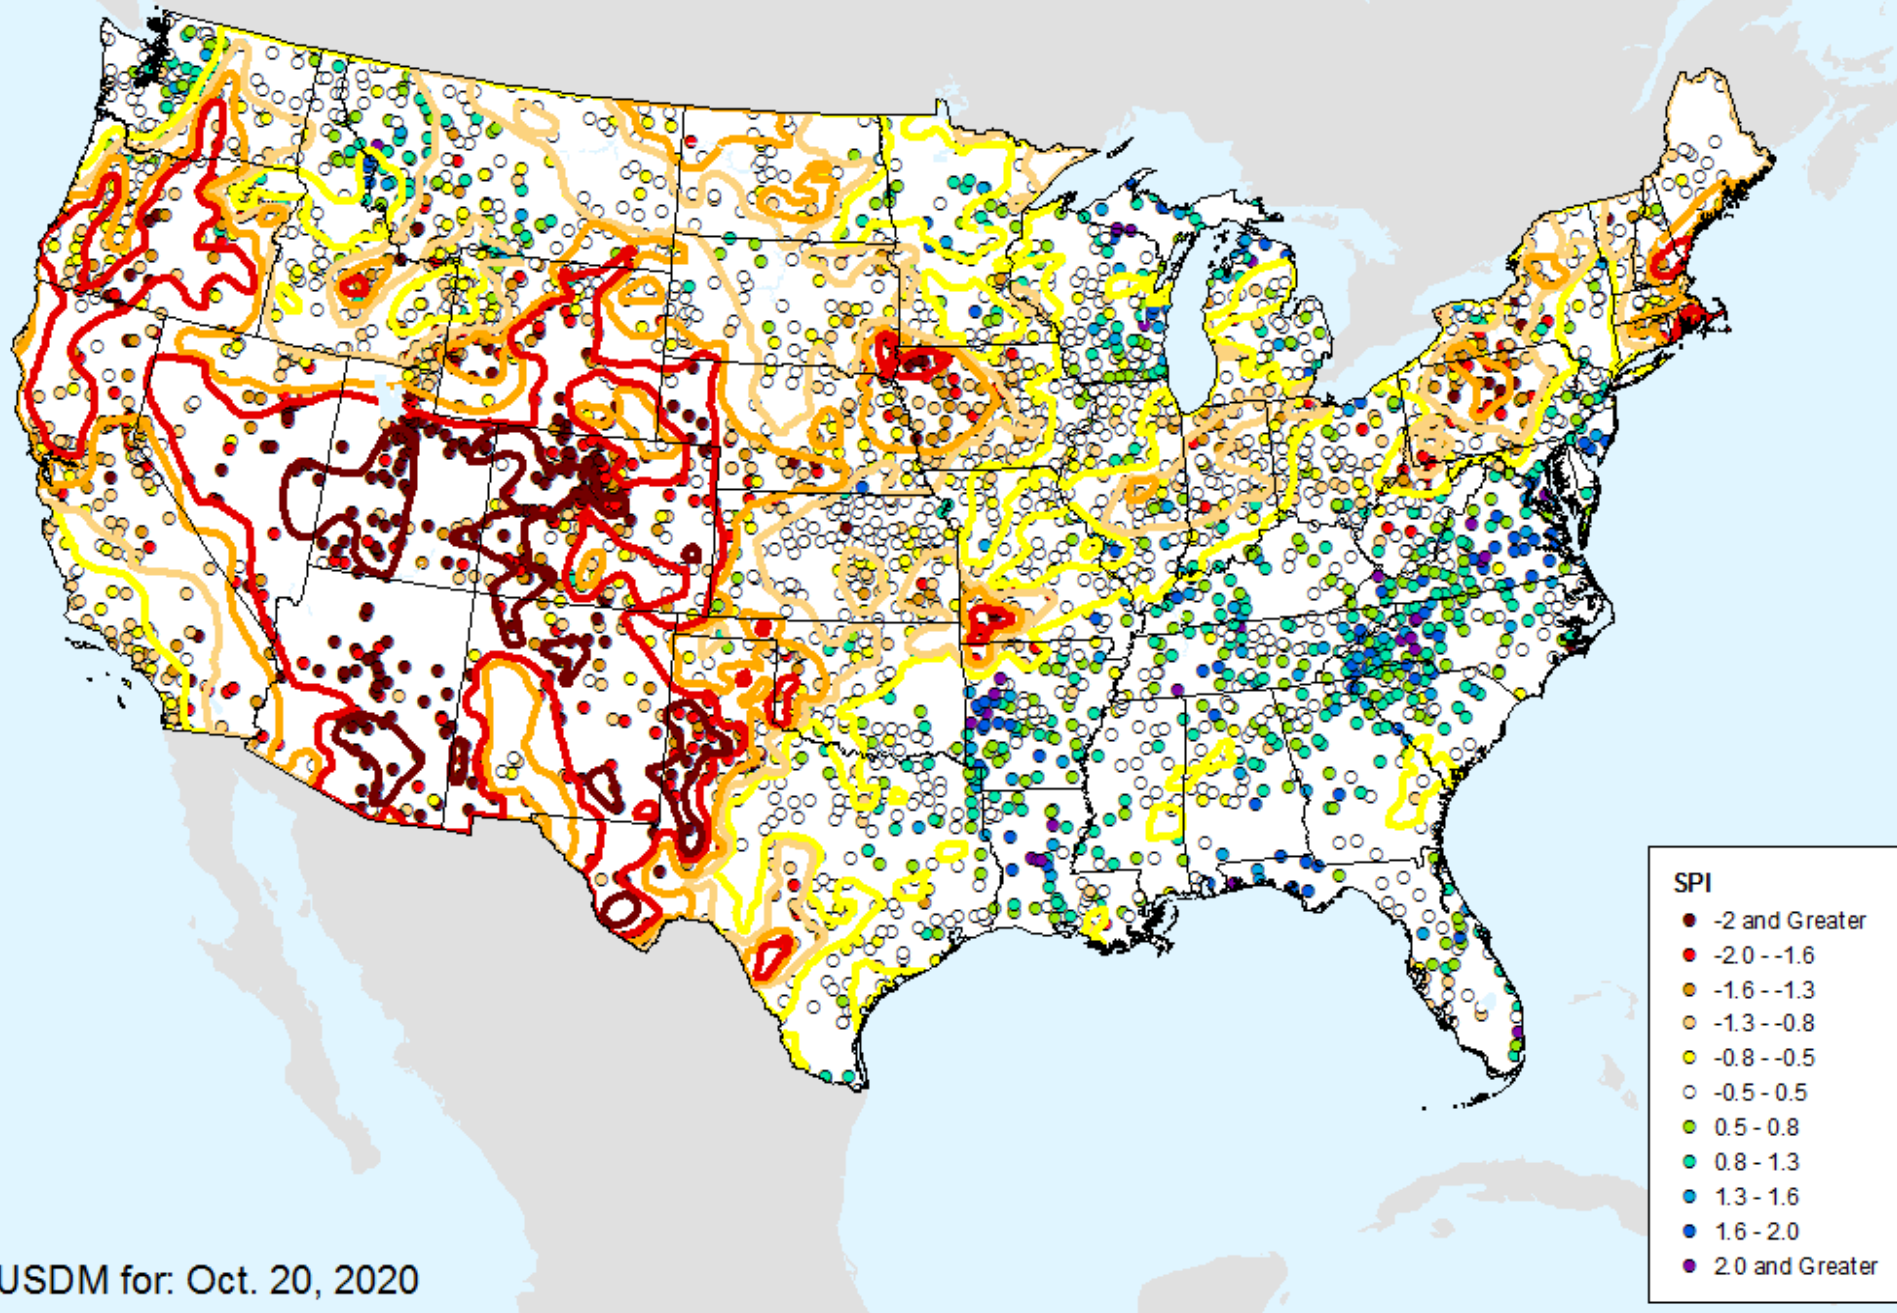 SPI
-2 and Greater
-2.0 - -1.6
-1.6 - -1.3
-1.3 - -0.8
-0.8 - -0.5
-0.5 - 0.5
0.5 - 0.8
0.8 - 1.3
1.3 - 1.6
1.6 - 2.0
2.0 and Greater
USDM for: Oct. 20, 2020